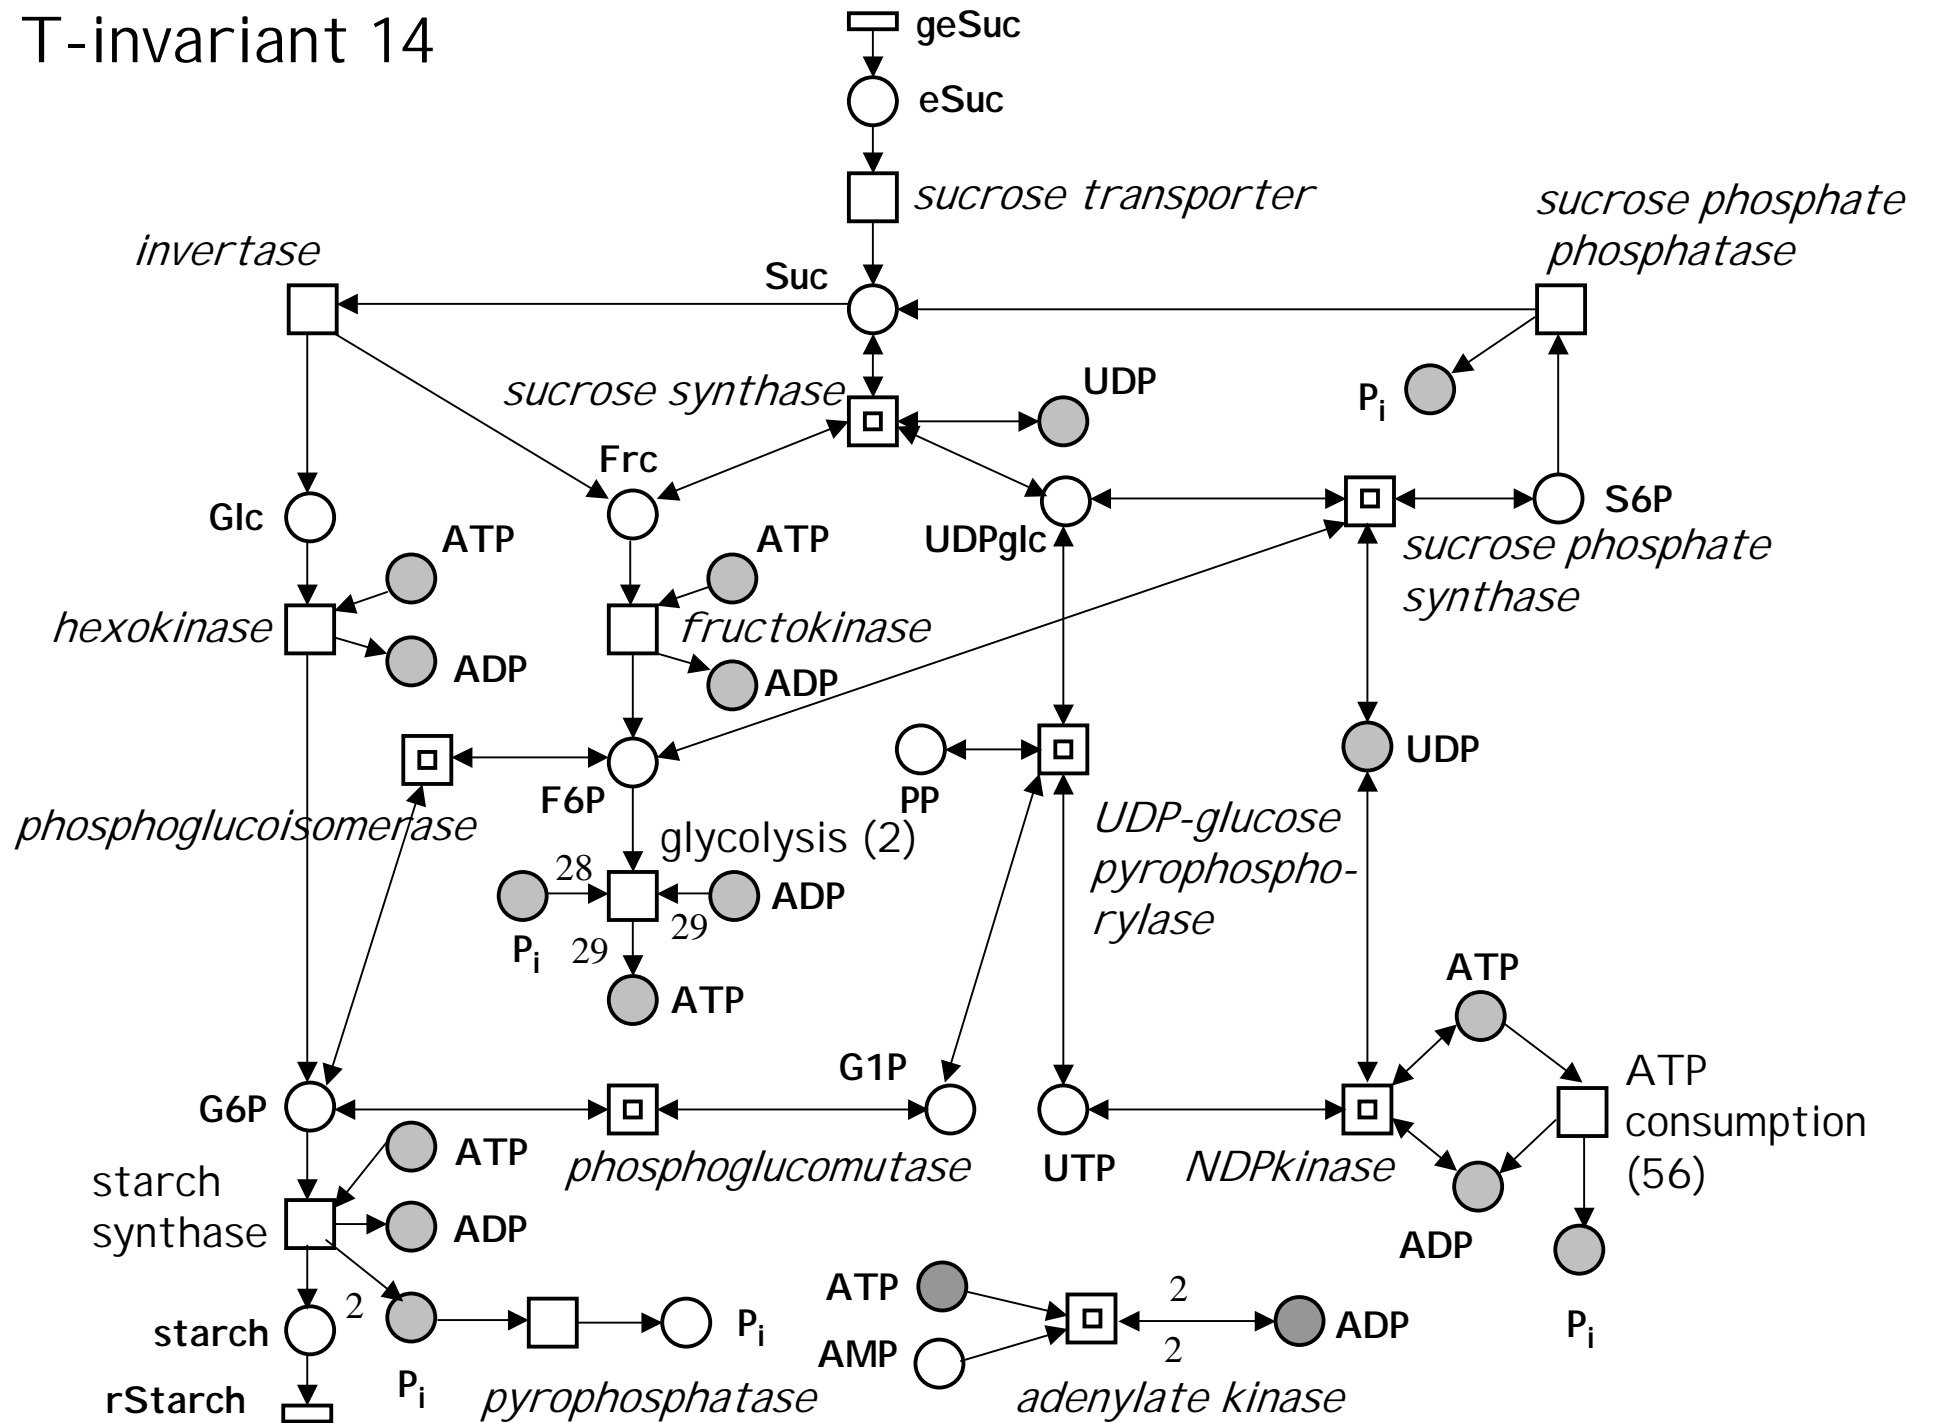 T-invariant 14
geSuc
eSuc
sucrose transporter
sucrose phosphate
phosphatase
invertase
Suc
sucrose synthase
UDP
Pi
Frc
Glc
ATP
ATP
UDPglc
S6P
sucrose phosphate
synthase
hexokinase
fructokinase
ADP
ADP
UDP
F6P
PP
phosphoglucoisomerase
glycolysis (2)
UDP-glucose
pyrophospho-
rylase
28
ADP
29
Pi
29
ATP
ATP
G1P
ATP
consumption
(56)
G6P
ATP
phosphoglucomutase
UTP
NDPkinase
starch
synthase
ADP
ADP
ATP
2
2
starch
Pi
ADP
Pi
AMP
2
rStarch
Pi
pyrophosphatase
adenylate kinase